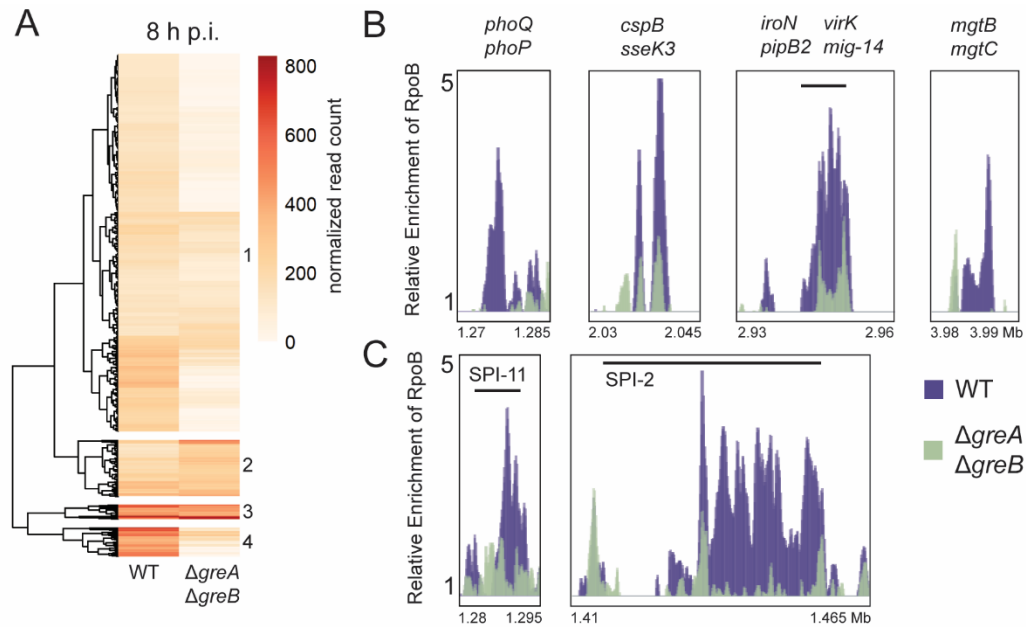 A
8 h p.i.
800
600
400
200
0
normalized read count
1
2
3
4
WT
ΔgreA
ΔgreB
B
phoQ
phoP
cspB
sseK3
iroN virK
pipB2 mig-14
mgtB
mgtC
Relative Enrichment of RpoB
5
1
1.27 1.285
2.03 2.045
2.93 2.96
3.98 3.99 Mb
C
Relative Enrichment of RpoB
5
1
SPI-11
SPI-2
1.28 1.295
1.41 1.465 Mb
WT
ΔgreA
ΔgreB